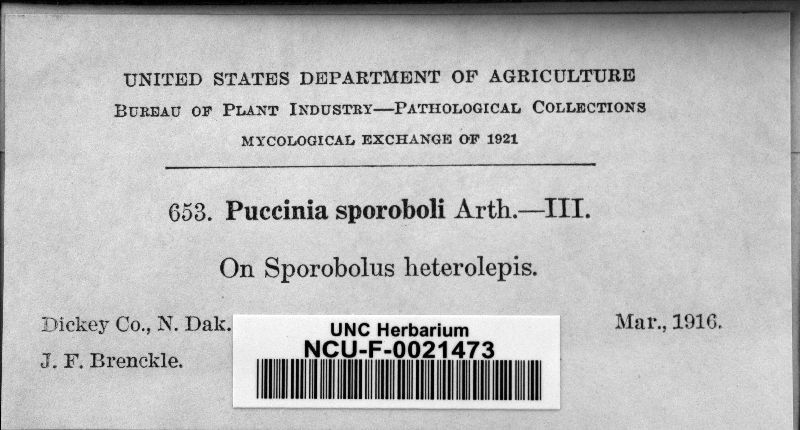 UNITED STATES DEPARTMENT OF AGRICULTURE
BUREAU OF PLANT INDUSTRY—PATHOLOGICAL COLLECTIONS
MYCOLOGICAL EXCHANGE OF 1921
653. Puccinia sporoboli Arth.—III.
On Sporobolus heterolepis.
Dickey Co., N. Dak.
Mar., 1916.
J. F. Brenckle.
UNC Herbarium
NCU-F-0021473